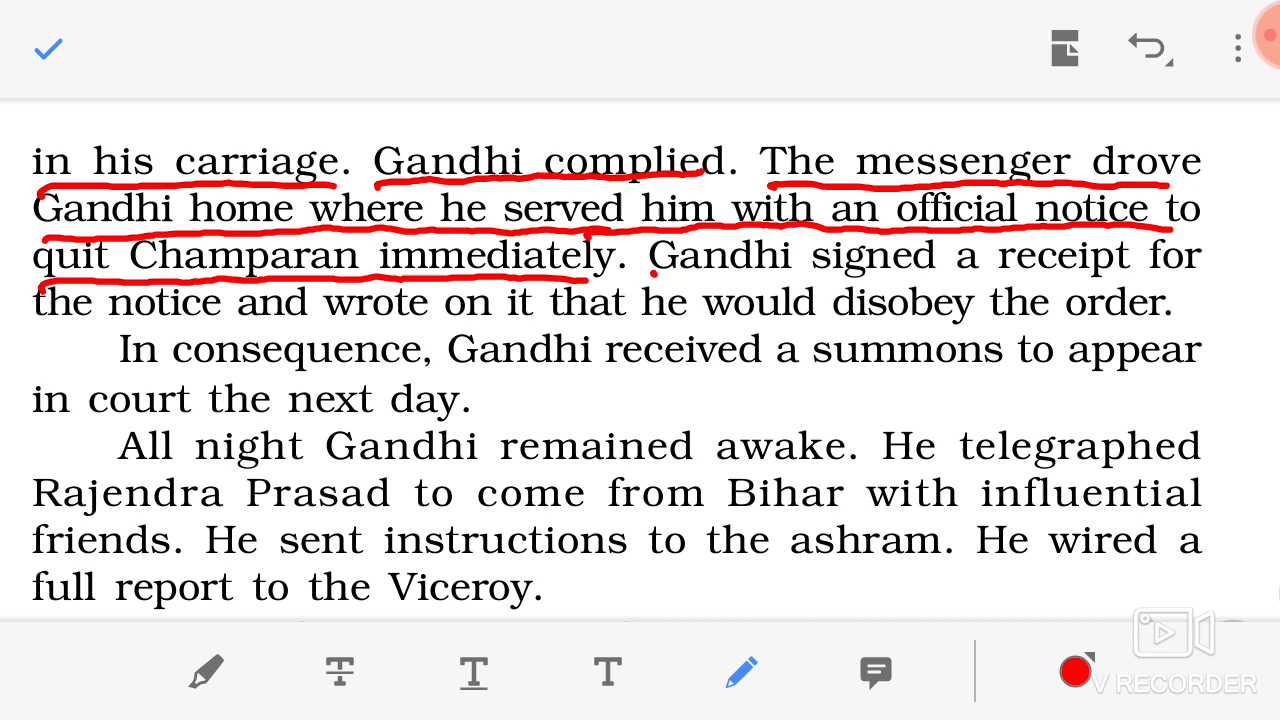 in his carriage. Gandhi complied. The messenger drove
Gandhi home where he served him with an official notice to
quit Champaran immediately. Gandhi signed a receipt for
the notice and wrote on it that he would disobey the order.
In consequence, Gandhi received a summons to appear
in court the next day.
All night Gandhi remained awake. He telegraphed
Rajendra Prasad to come from Bihar with influential
friends. He sent instructions to the ashram. He wired a
full report to the Viceroy.
T T T
V RECORDER